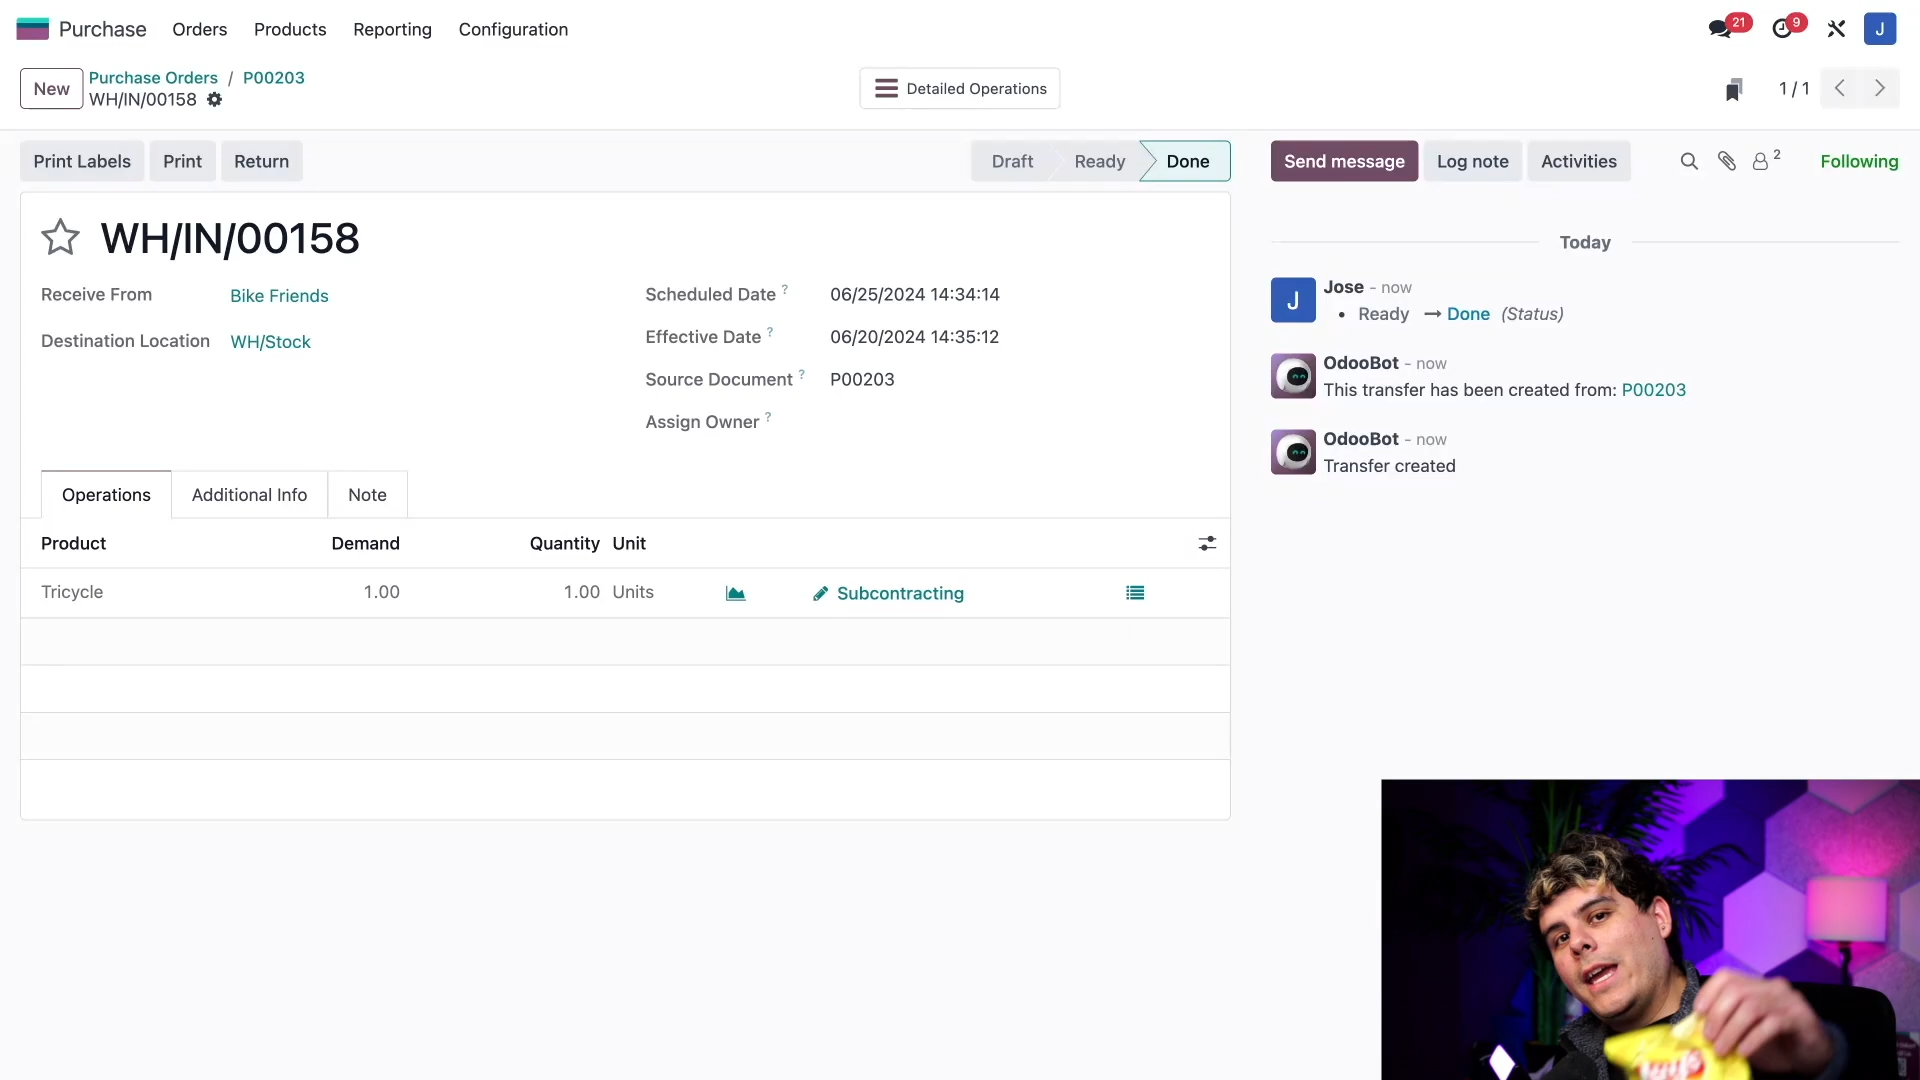 Purchase Orders Products Reporting Configuration 21 9 J
New Purchase Orders / P00203
WH/IN/00158
Detailed Operations
1 / 1
Print Labels Print Return Draft Ready Done
Send message Log note Activities 2 Following
WH/IN/00158
Receive From Bike Friends
Destination Location WH/Stock
Scheduled Date ? 06/25/2024 14:34:14
Effective Date ? 06/20/2024 14:35:12
Source Document ? P00203
Assign Owner ?
Operations Additional Info Note
Product Demand Quantity Unit
Tricycle 1.00 1.00 Units Subcontracting
Today
J
Jose - now
• Ready → Done (Status)
OdooBot - now
This transfer has been created from: P00203
OdooBot - now
Transfer created